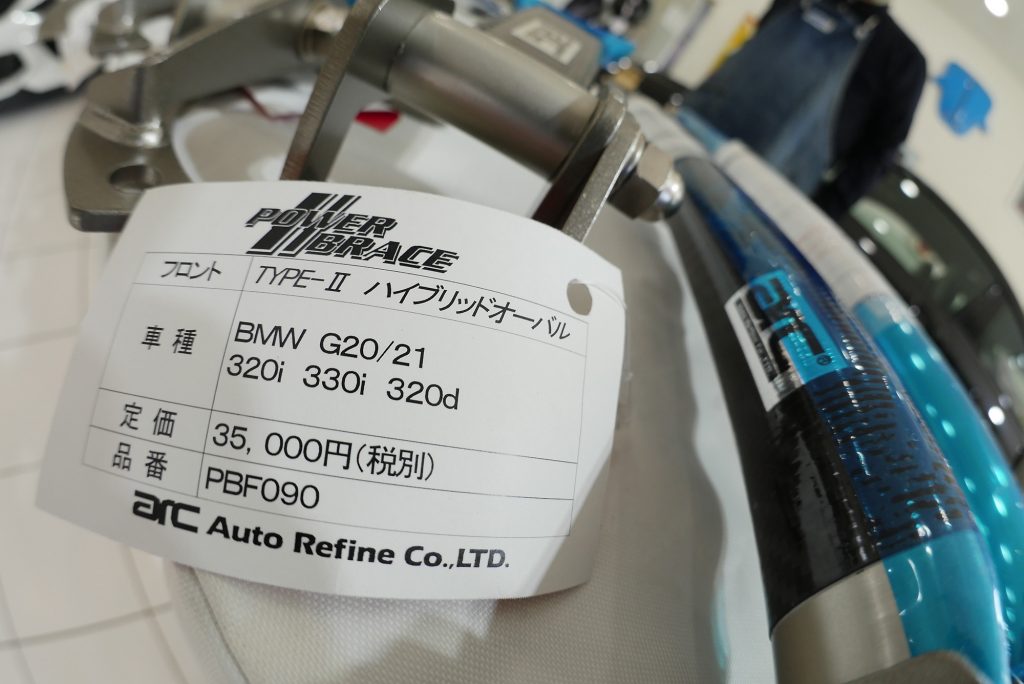 POWER
BRACE
フロント TYPE-Ⅱ ハイブリッドオーバル
車種 BMW G20/21
320i 330i 320d
定価 35,000円(税別)
品番 PBF090
arc Auto Refine Co.,LTD.
arc®